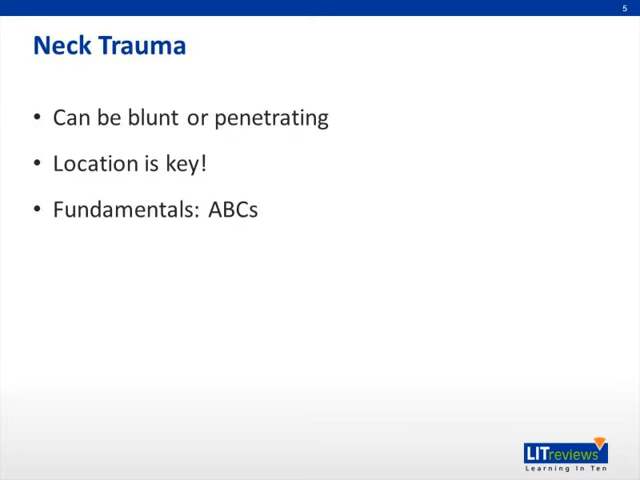 5
Neck Trauma
• Can be blunt or penetrating
• Location is key!
• Fundamentals: ABCs
LITreviews
Learning In Ten